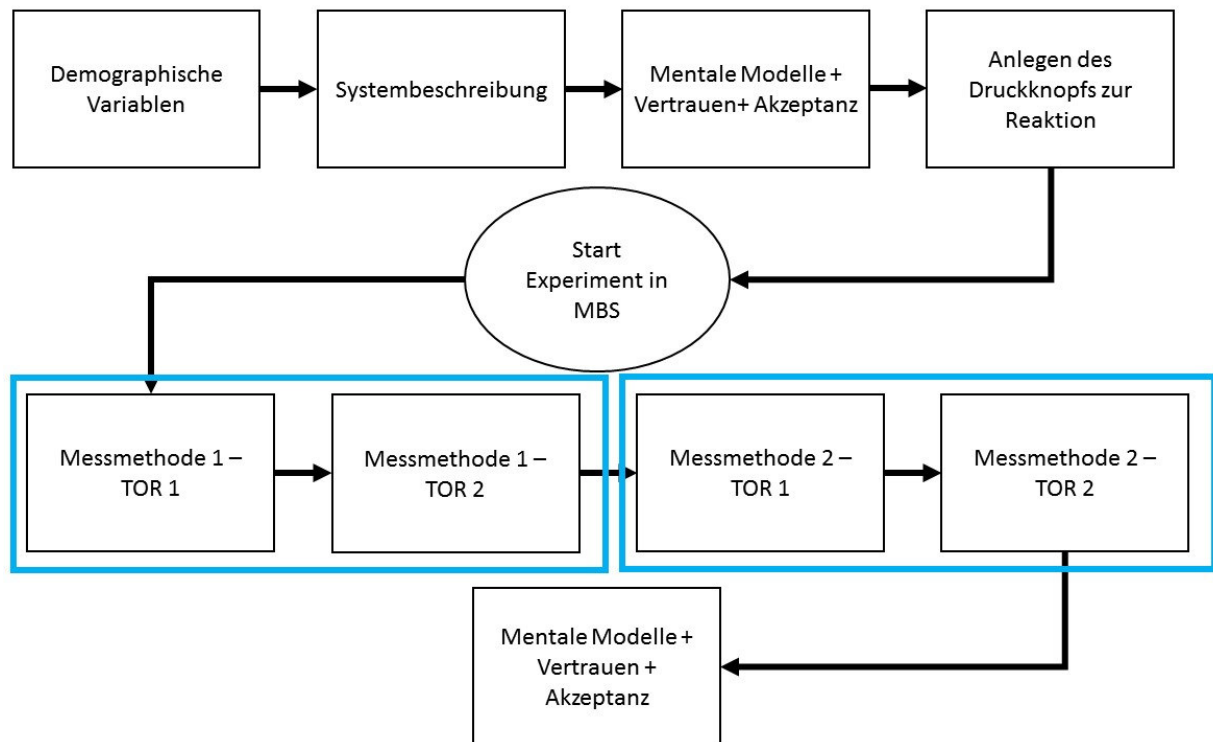 Demographische
Variablen
Systembeschreibung
Mentale Modelle +
Vertrauen+ Akzeptanz
Anlegen des
Druckknopfs zur
Reaktion
Start
Experiment in
MBS
Messmethode 1 –
TOR 1
Messmethode 1 –
TOR 2
Messmethode 2 –
TOR 1
Messmethode 2 –
TOR 2
Mentale Modelle +
Vertrauen +
Akzeptanz